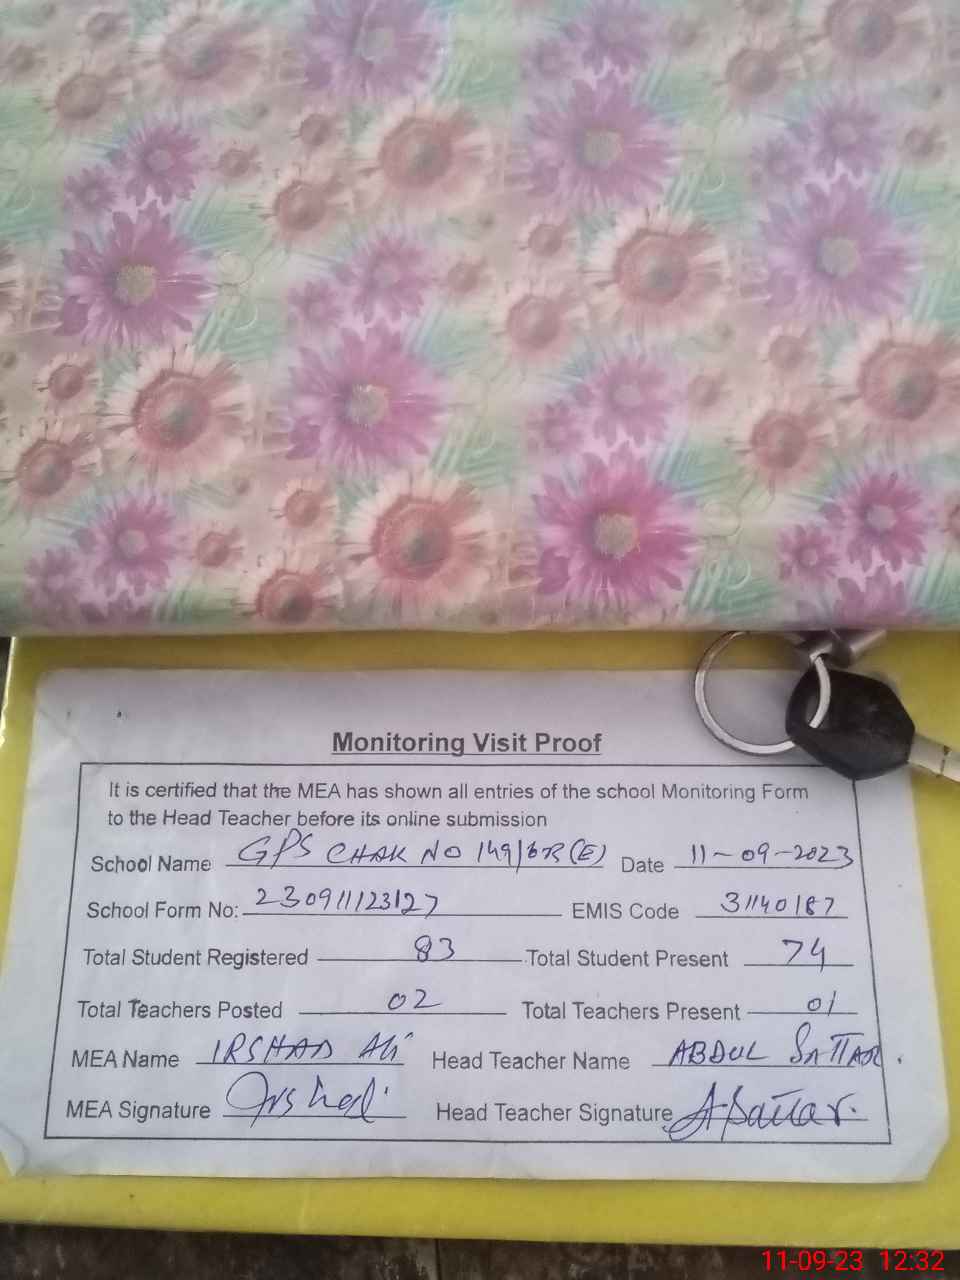 Monitoring Visit Proof
It is certified that the MEA has shown all entries of the school Monitoring Form
to the Head Teacher before its online submission
School Name GPS CHAK NO 149/6R (E) Date 11-09-2023
School Form No: 230911123127 EMIS Code 31140187
Total Student Registered 83 Total Student Present 74
Total Teachers Posted 02 Total Teachers Present 01
MEA Name IRSHAD Ali Head Teacher Name ABDUL SATTAR.
MEA Signature Irshad Head Teacher Signature A-Sattar.
11-09-23 12:32